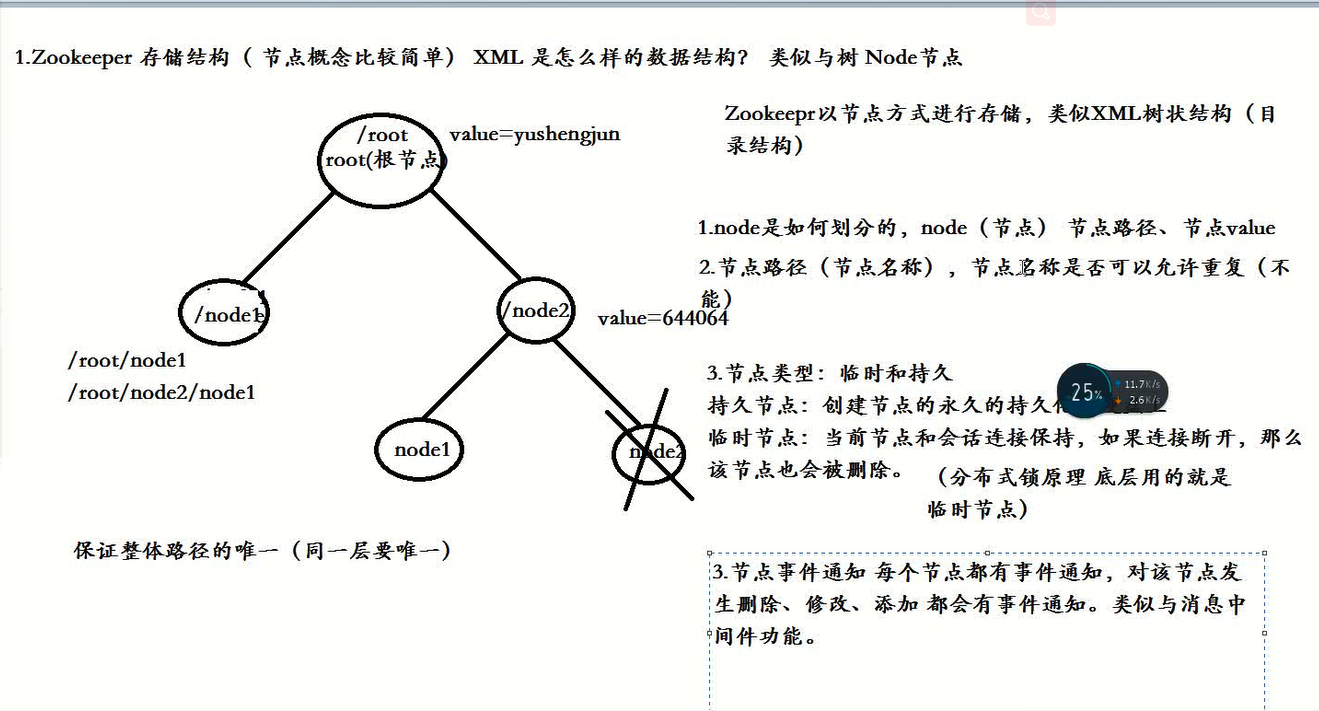 1.Zookeeper 存储结构（ 节点概念比较简单） XML 是怎么样的数据结构？ 类似与树 Node节点
/root
root(根节点)
value=yushengjun
/node1
/node2
value=644064
/root/node1
/root/node2/node1
node1
node2
保证整体路径的唯一（同一层要唯一）
Zookeepr以节点方式进行存储，类似XML树状结构（目
录结构）
1.node是如何划分的，node（节点） 节点路径、节点value
2.节点路径（节点名称），节点名称是否可以允许重复（不
能）
3.节点类型：临时和持久
持久节点：创建节点的永久的持久
临时节点：当前节点和会话连接保持，如果连接断开，那么
该节点也会被删除。
（分布式锁原理 底层用的就是
临时节点）
25%
11.7K/s
2.6K/s
3.节点事件通知 每个节点都有事件通知，对该节点发
生删除、修改、添加 都会有事件通知。类似与消息中
间件功能。